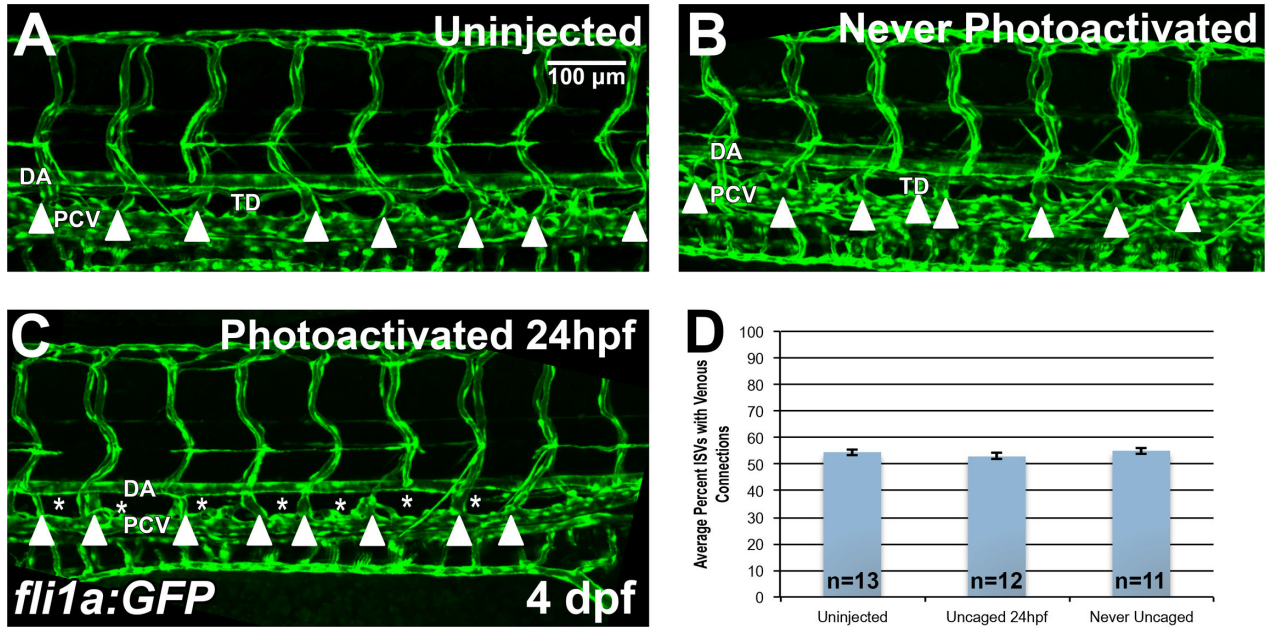 A
Uninjected
100 µm
DA
PCV
TD
B
Never Photoactivated
DA
PCV
TD
C
Photoactivated 24hpf
DA
PCV
* * * * * * *
fli1a:GFP
4 dpf
D
Average Percent ISVs with Venous
Connections
100
90
80
70
60
50
40
30
20
10
0
n=13
n=12
n=11
Uninjected
Uncaged 24hpf
Never Uncaged